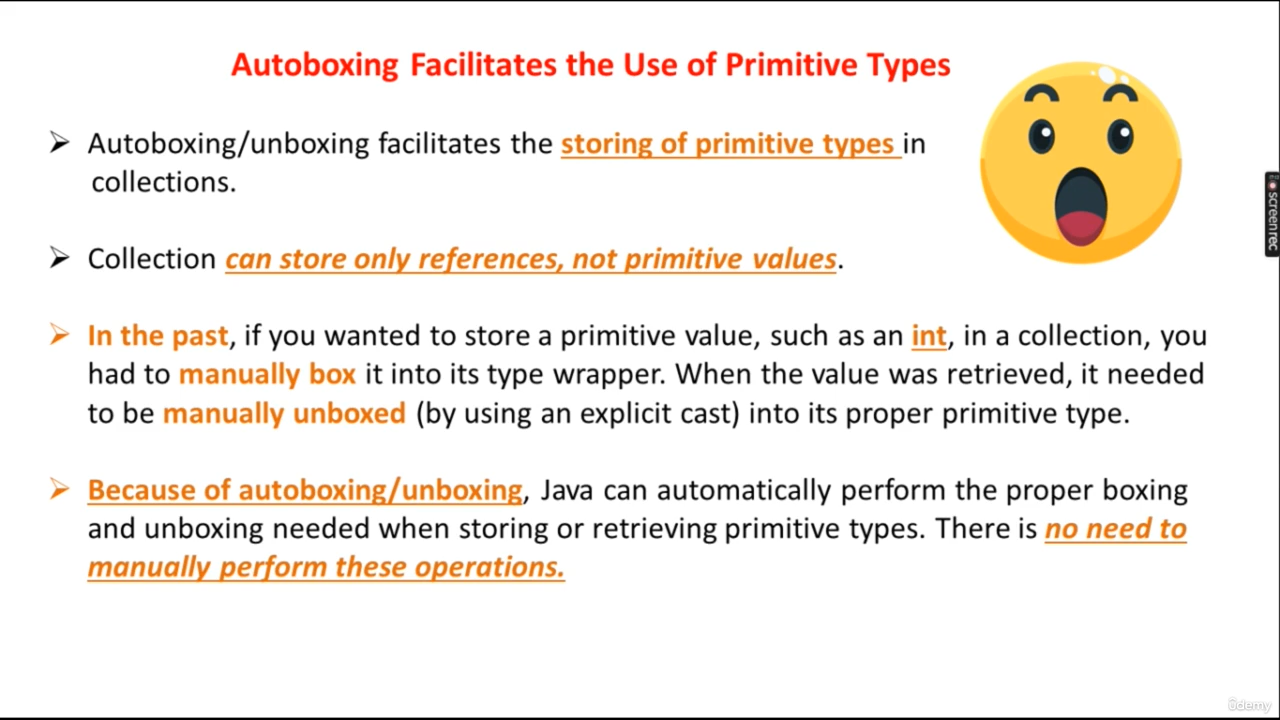 Autoboxing Facilitates the Use of Primitive Types
Autoboxing/unboxing facilitates the storing of primitive types in
collections.
Collection can store only references, not primitive values.
In the past, if you wanted to store a primitive value, such as an int, in a collection, you
had to manually box it into its type wrapper. When the value was retrieved, it needed
to be manually unboxed (by using an explicit cast) into its proper primitive type.
Because of autoboxing/unboxing, Java can automatically perform the proper boxing
and unboxing needed when storing or retrieving primitive types. There is no need to
manually perform these operations.
screenrec
ûdemy